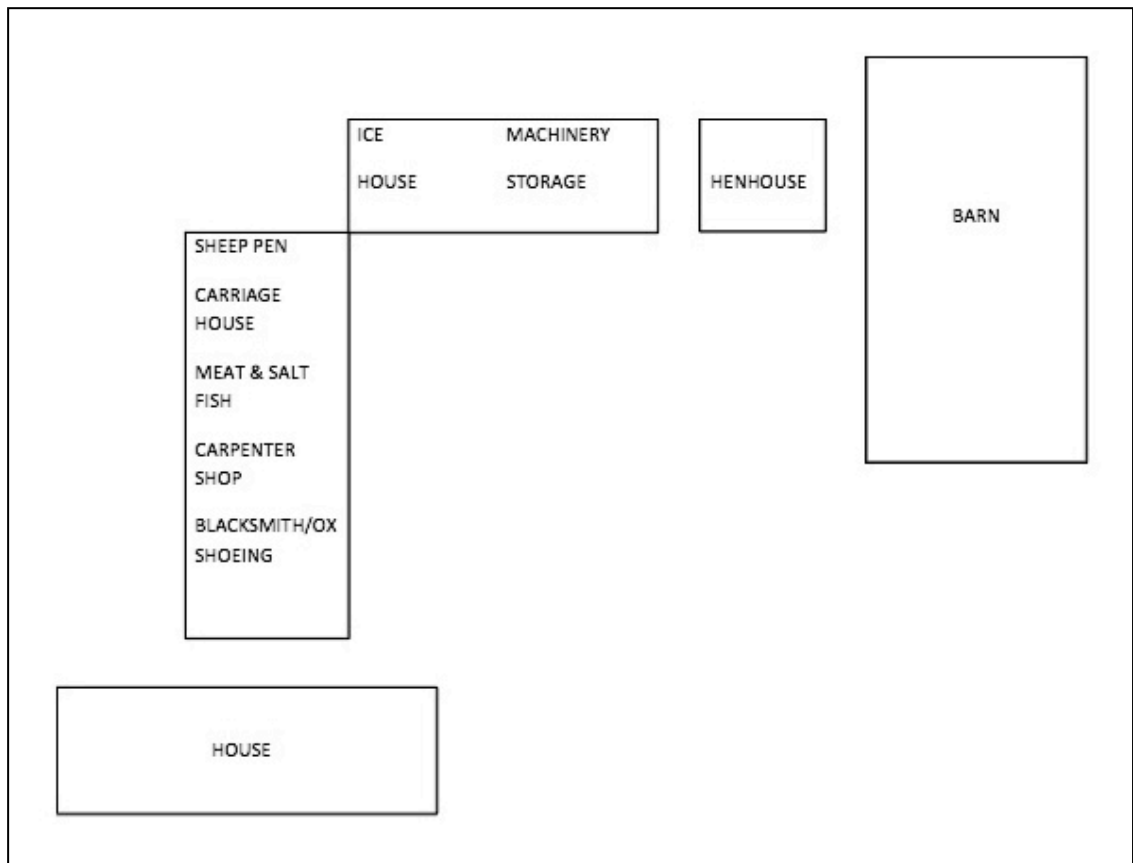 ICE MACHINERY
HOUSE STORAGE
HENHOUSE
BARN
SHEEP PEN
CARRIAGE
HOUSE
MEAT & SALT
FISH
CARPENTER
SHOP
BLACKSMITH/OX
SHOEING
HOUSE